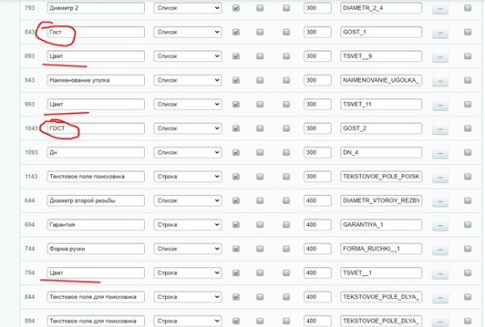 793 Диаметр 2 Список 300 DIAMETR_2_4 ...
843 Гост Список 300 GOST_1 ...
893 Цвет Список 300 TSVET__9 ...
943 Наименование уголка Список 300 NAIMENOVANIE_UGOLKA_ ...
993 Цвет Список 300 TSVET_11 ...
1043 ГОСТ Список 300 GOST_2 ...
1093 Дн Список 300 DN_4 ...
1143 Текстовое поле поисковика Строка 300 TEKSTOVOE_POLE_POISK ...
644 Диаметр второй резьбы Список 400 DIAMETR_VTOROY_REZBY ...
694 Гарантия Строка 400 GARANTIYA_1 ...
744 Форма ручки Список 400 FORMA_RUCHKI__1 ...
794 Цвет Строка 400 TSVET__1 ...
844 Текстовое поле для поисковика Строка 400 TEKSTOVOE_POLE_DLYA_ ...
894 Текстовое поле для поисковика Строка 400 TEKSTOVOE_POLE_DLYA_ ...